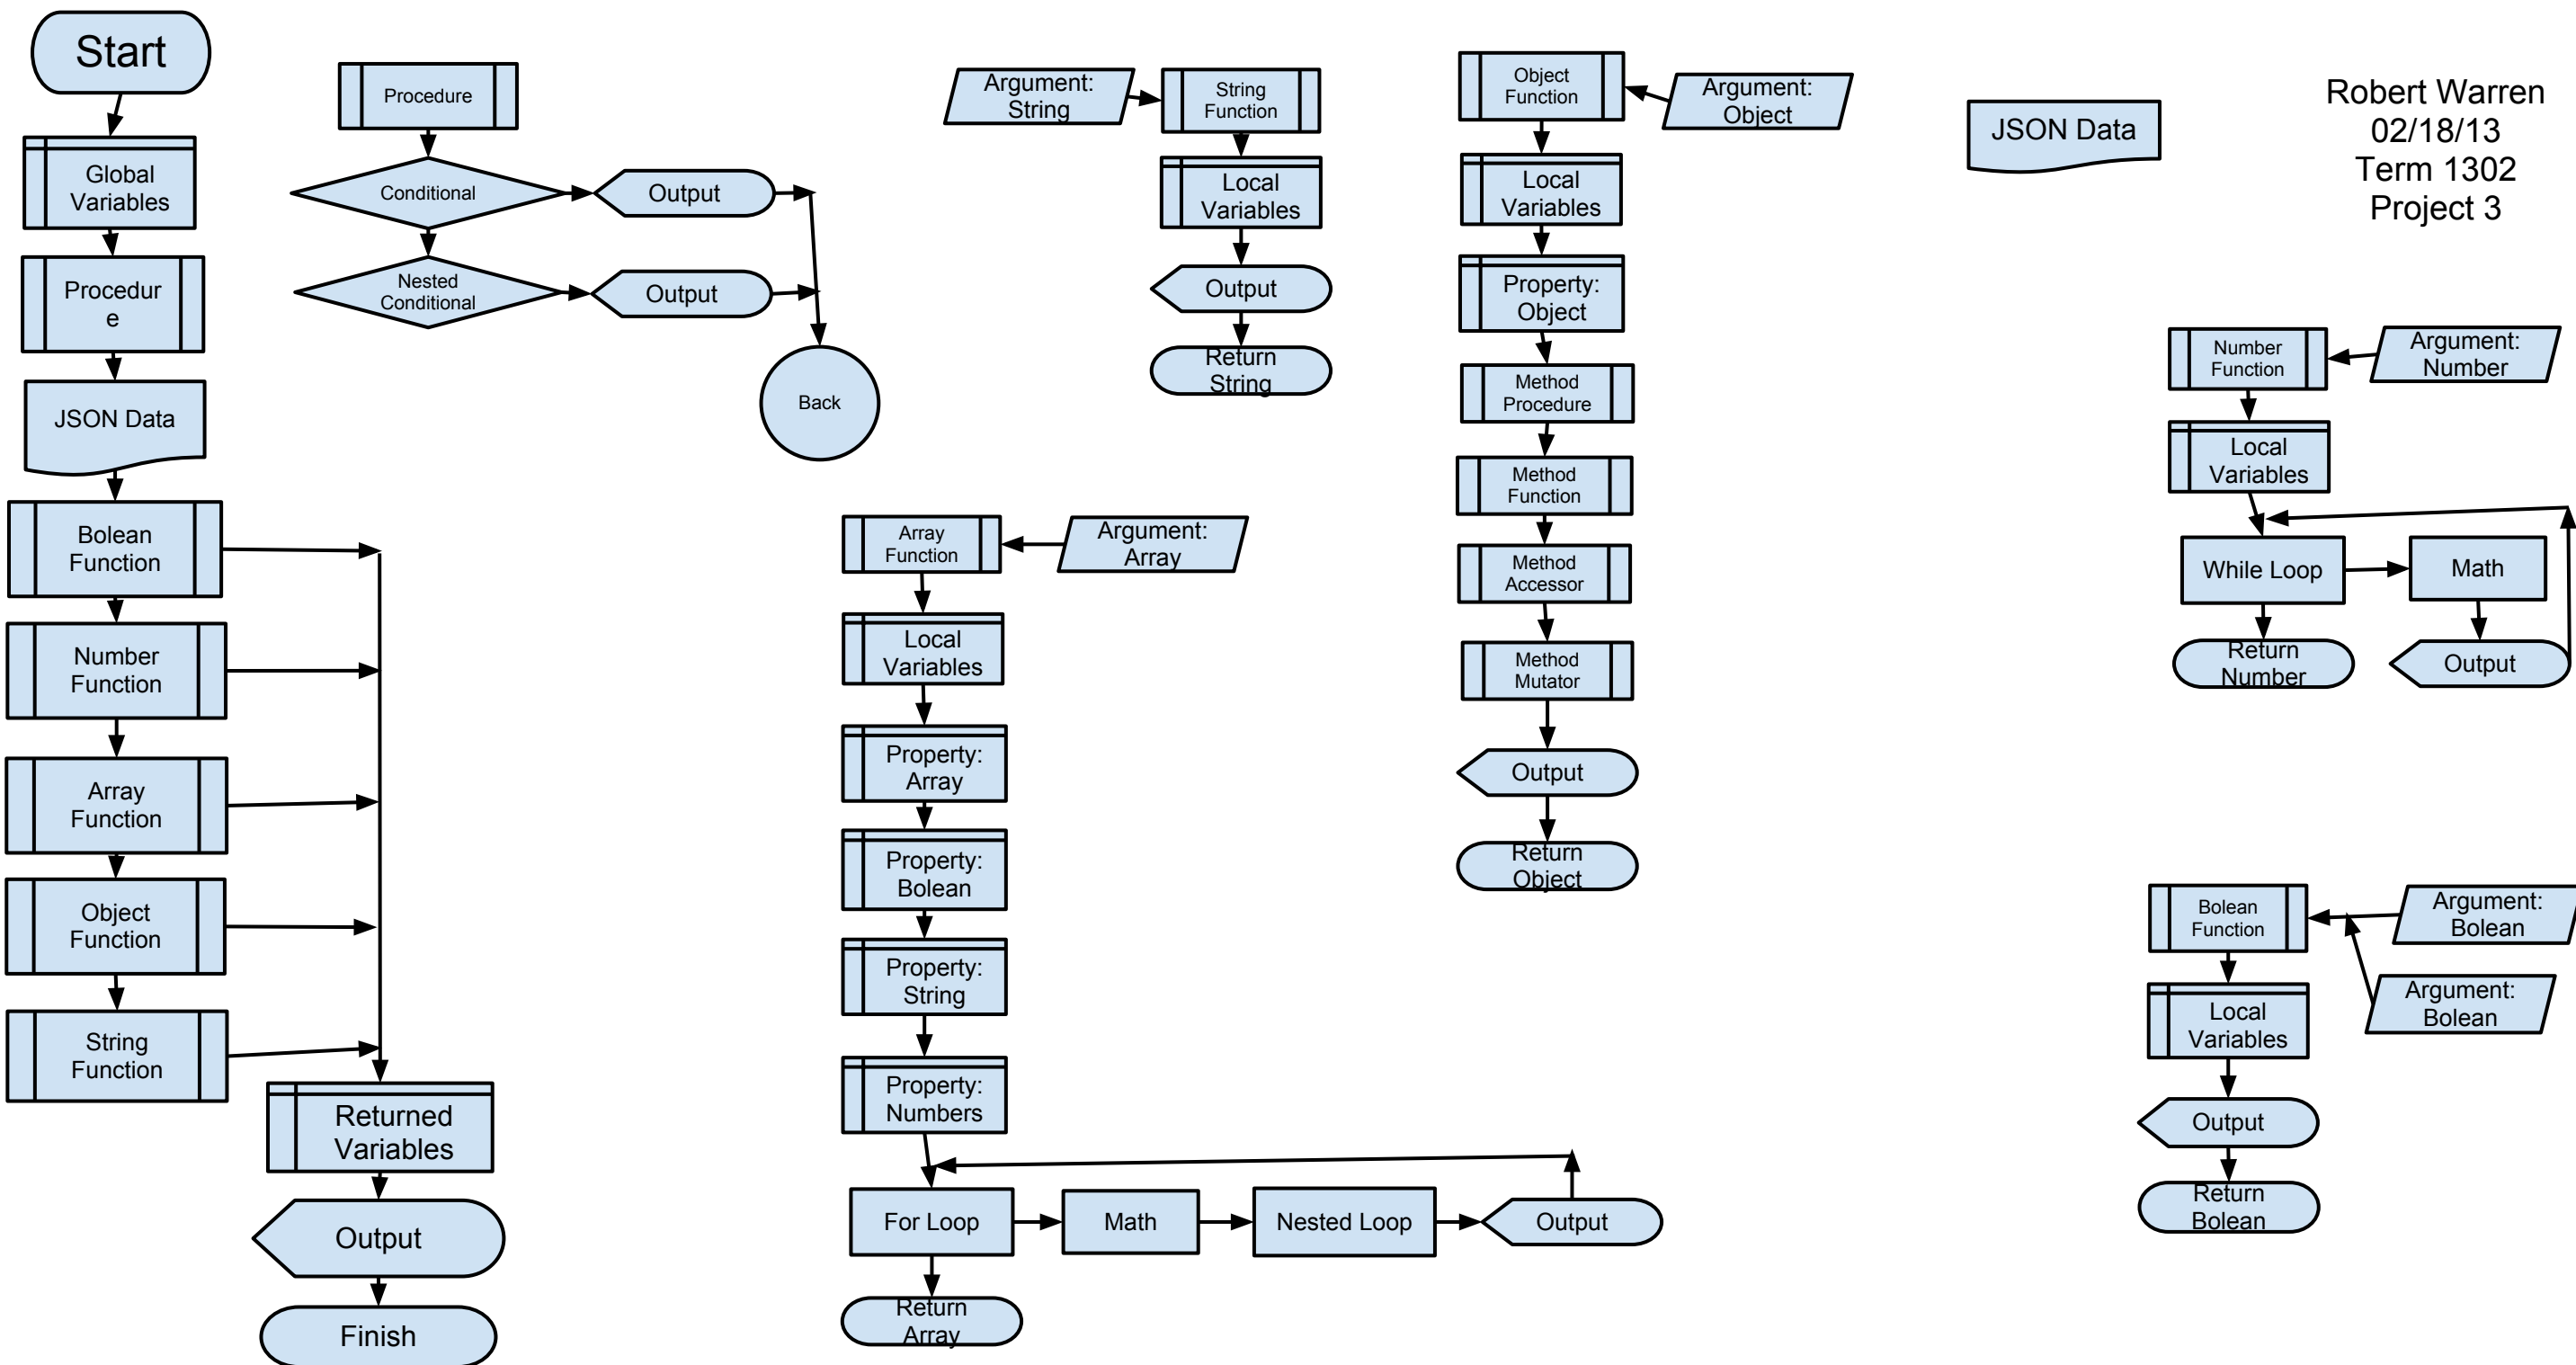 Start
Global
Variables
Procedur
e
JSON Data
Bolean
Function
Number
Function
Array
Function
Object
Function
String
Function
Returned
Variables
Output
Finish
Procedure
Conditional
Output
Nested
Conditional
Output
Back
Argument:
String
String
Function
Local
Variables
Output
Return
String
Array
Function
Argument:
Array
Local
Variables
Property:
Array
Property:
Bolean
Property:
String
Property:
Numbers
For Loop
Math
Nested Loop
Output
Return
Array
Object
Function
Argument:
Object
Local
Variables
Property:
Object
Method
Procedure
Method
Function
Method
Accessor
Method
Mutator
Output
Return
Object
JSON Data
Robert Warren
02/18/13
Term 1302
Project 3
Number
Function
Argument:
Number
Local
Variables
While Loop
Math
Return
Number
Output
Bolean
Function
Argument:
Bolean
Argument:
Bolean
Local
Variables
Output
Return
Bolean